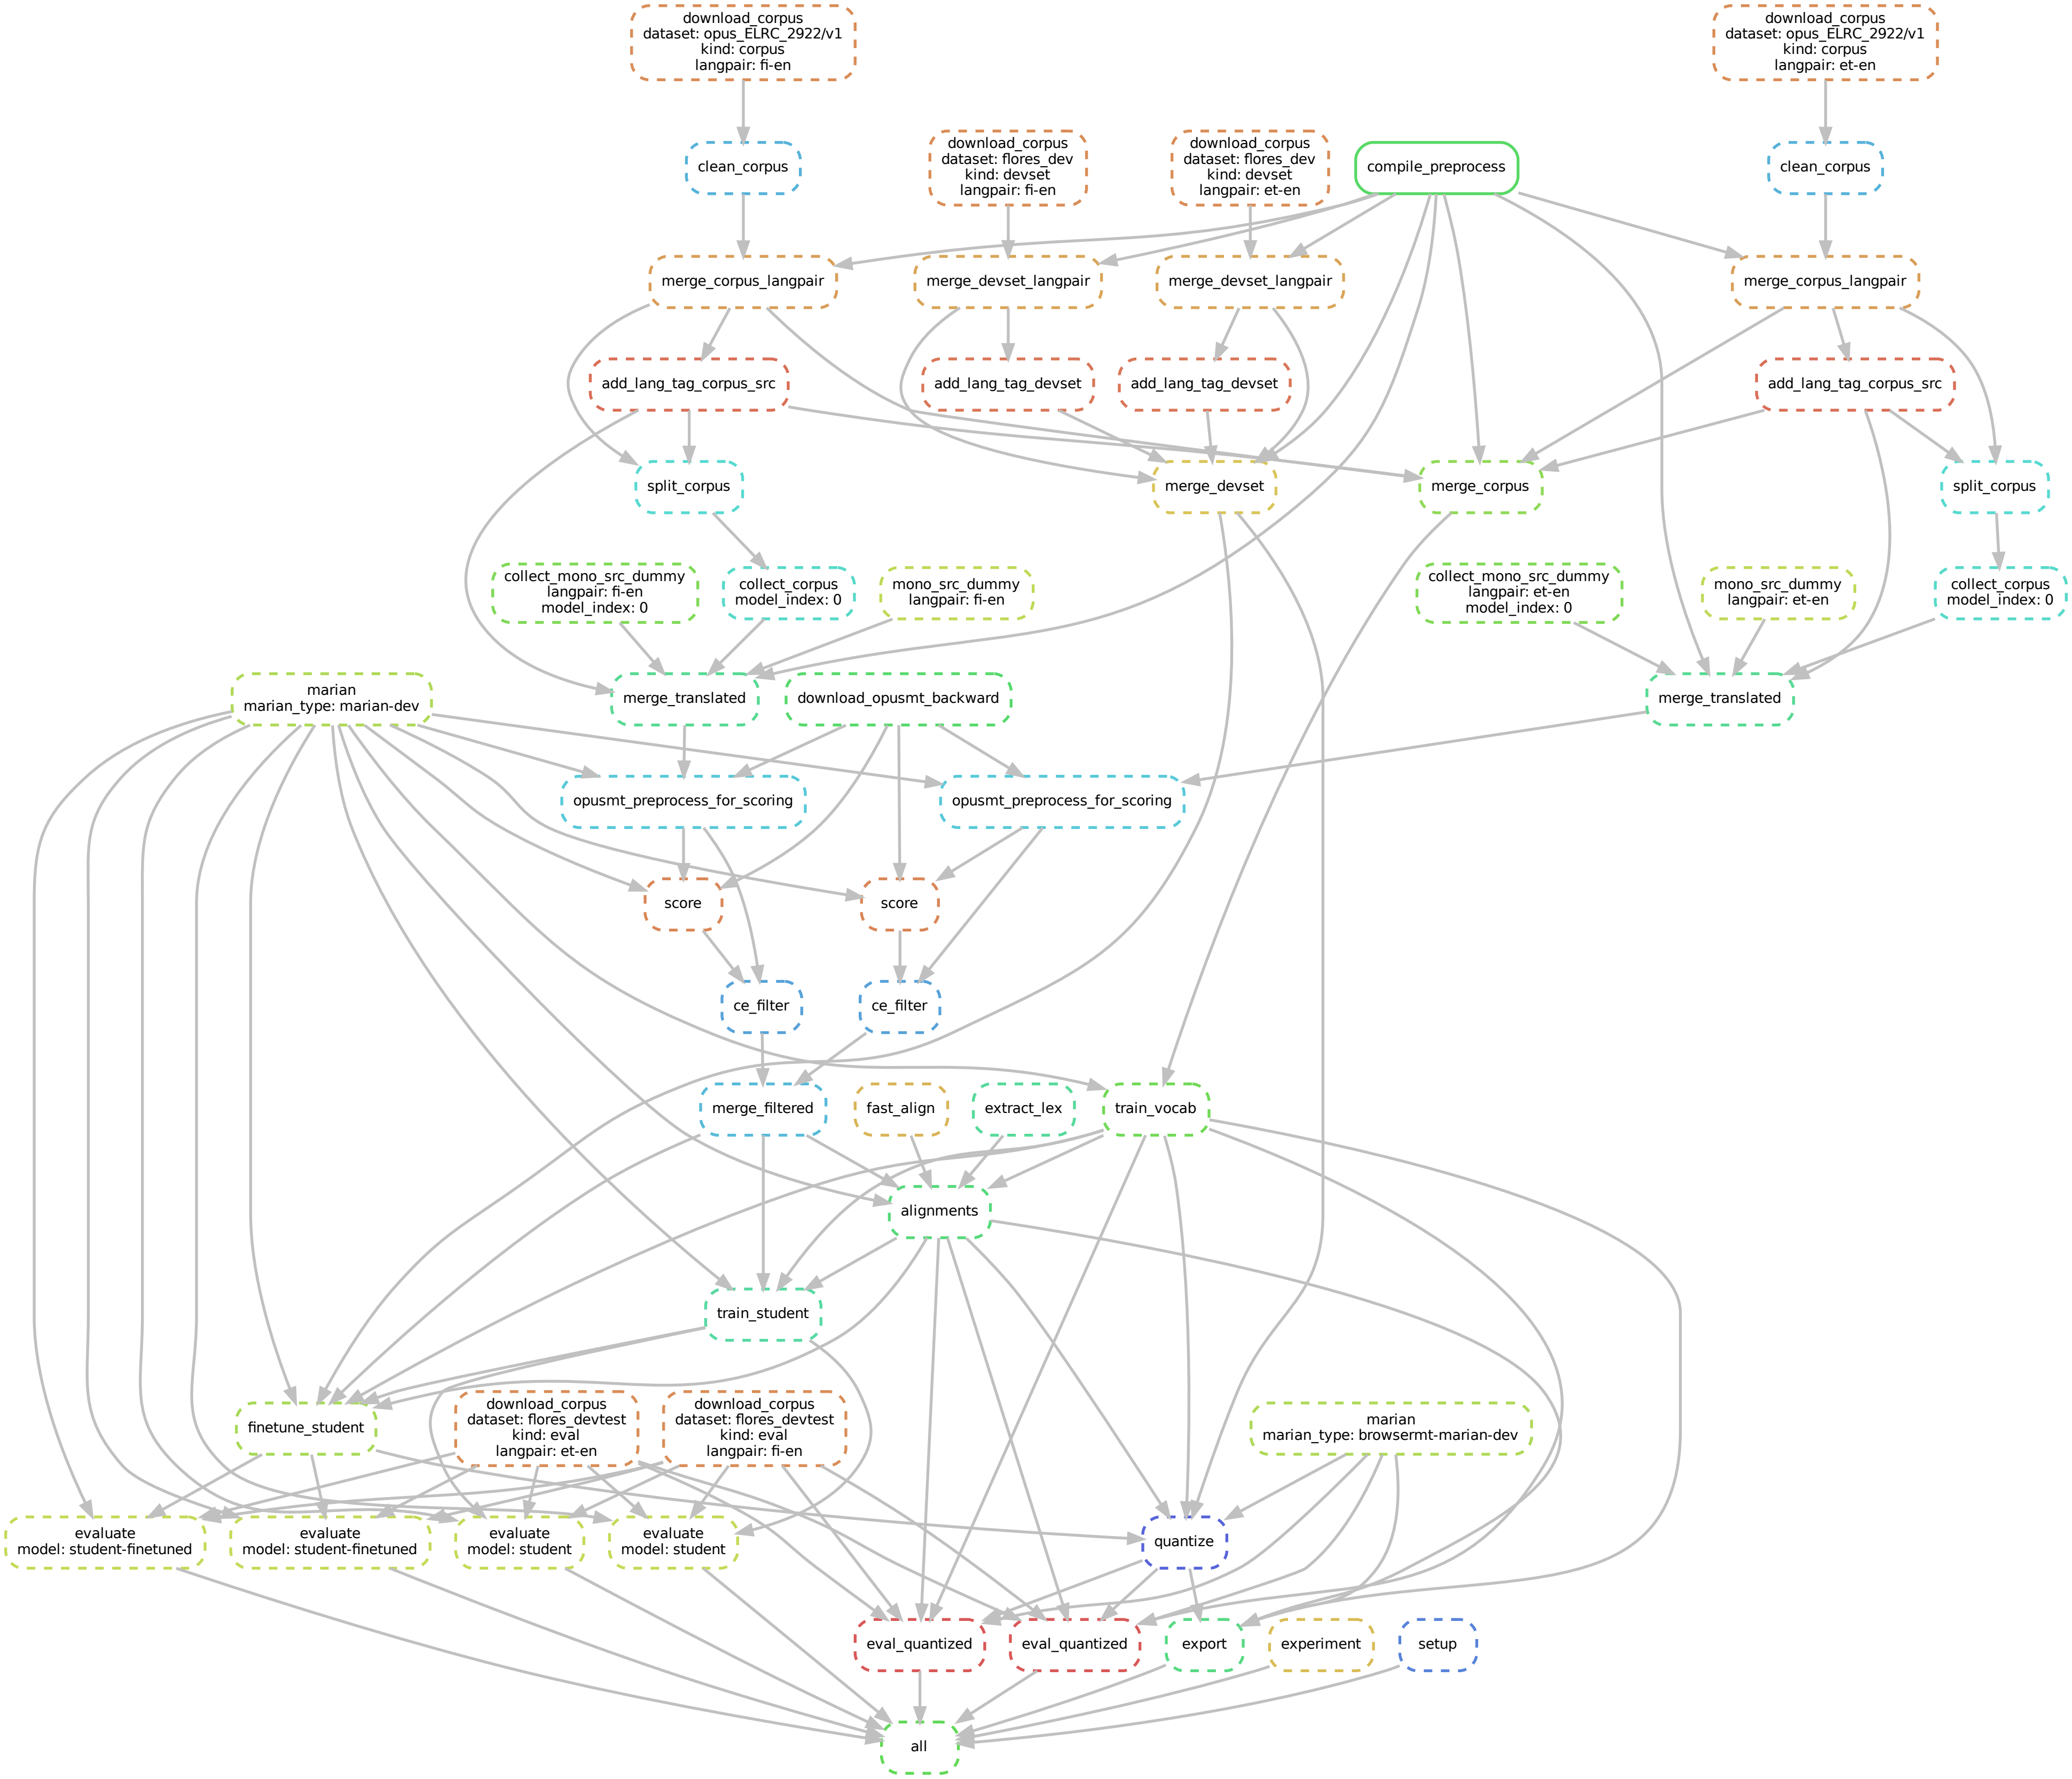 download_corpus
dataset: opus_ELRC_2922/v1
kind: corpus
langpair: fi-en
download_corpus
dataset: opus_ELRC_2922/v1
kind: corpus
langpair: et-en
clean_corpus
download_corpus
dataset: flores_dev
kind: devset
langpair: fi-en
download_corpus
dataset: flores_dev
kind: devset
langpair: et-en
compile_preprocess
clean_corpus
merge_corpus_langpair
merge_devset_langpair
merge_devset_langpair
merge_corpus_langpair
add_lang_tag_corpus_src
add_lang_tag_devset
add_lang_tag_devset
add_lang_tag_corpus_src
split_corpus
merge_devset
merge_corpus
split_corpus
collect_mono_src_dummy
langpair: fi-en
model_index: 0
collect_corpus
model_index: 0
mono_src_dummy
langpair: fi-en
collect_mono_src_dummy
langpair: et-en
model_index: 0
mono_src_dummy
langpair: et-en
collect_corpus
model_index: 0
marian
marian_type: marian-dev
merge_translated
download_opusmt_backward
merge_translated
opusmt_preprocess_for_scoring
opusmt_preprocess_for_scoring
score
score
ce_filter
ce_filter
merge_filtered
fast_align
extract_lex
train_vocab
alignments
train_student
finetune_student
download_corpus
dataset: flores_devtest
kind: eval
langpair: et-en
download_corpus
dataset: flores_devtest
kind: eval
langpair: fi-en
marian
marian_type: browsermt-marian-dev
evaluate
model: student-finetuned
evaluate
model: student-finetuned
evaluate
model: student
evaluate
model: student
quantize
eval_quantized
eval_quantized
export
experiment
setup
all